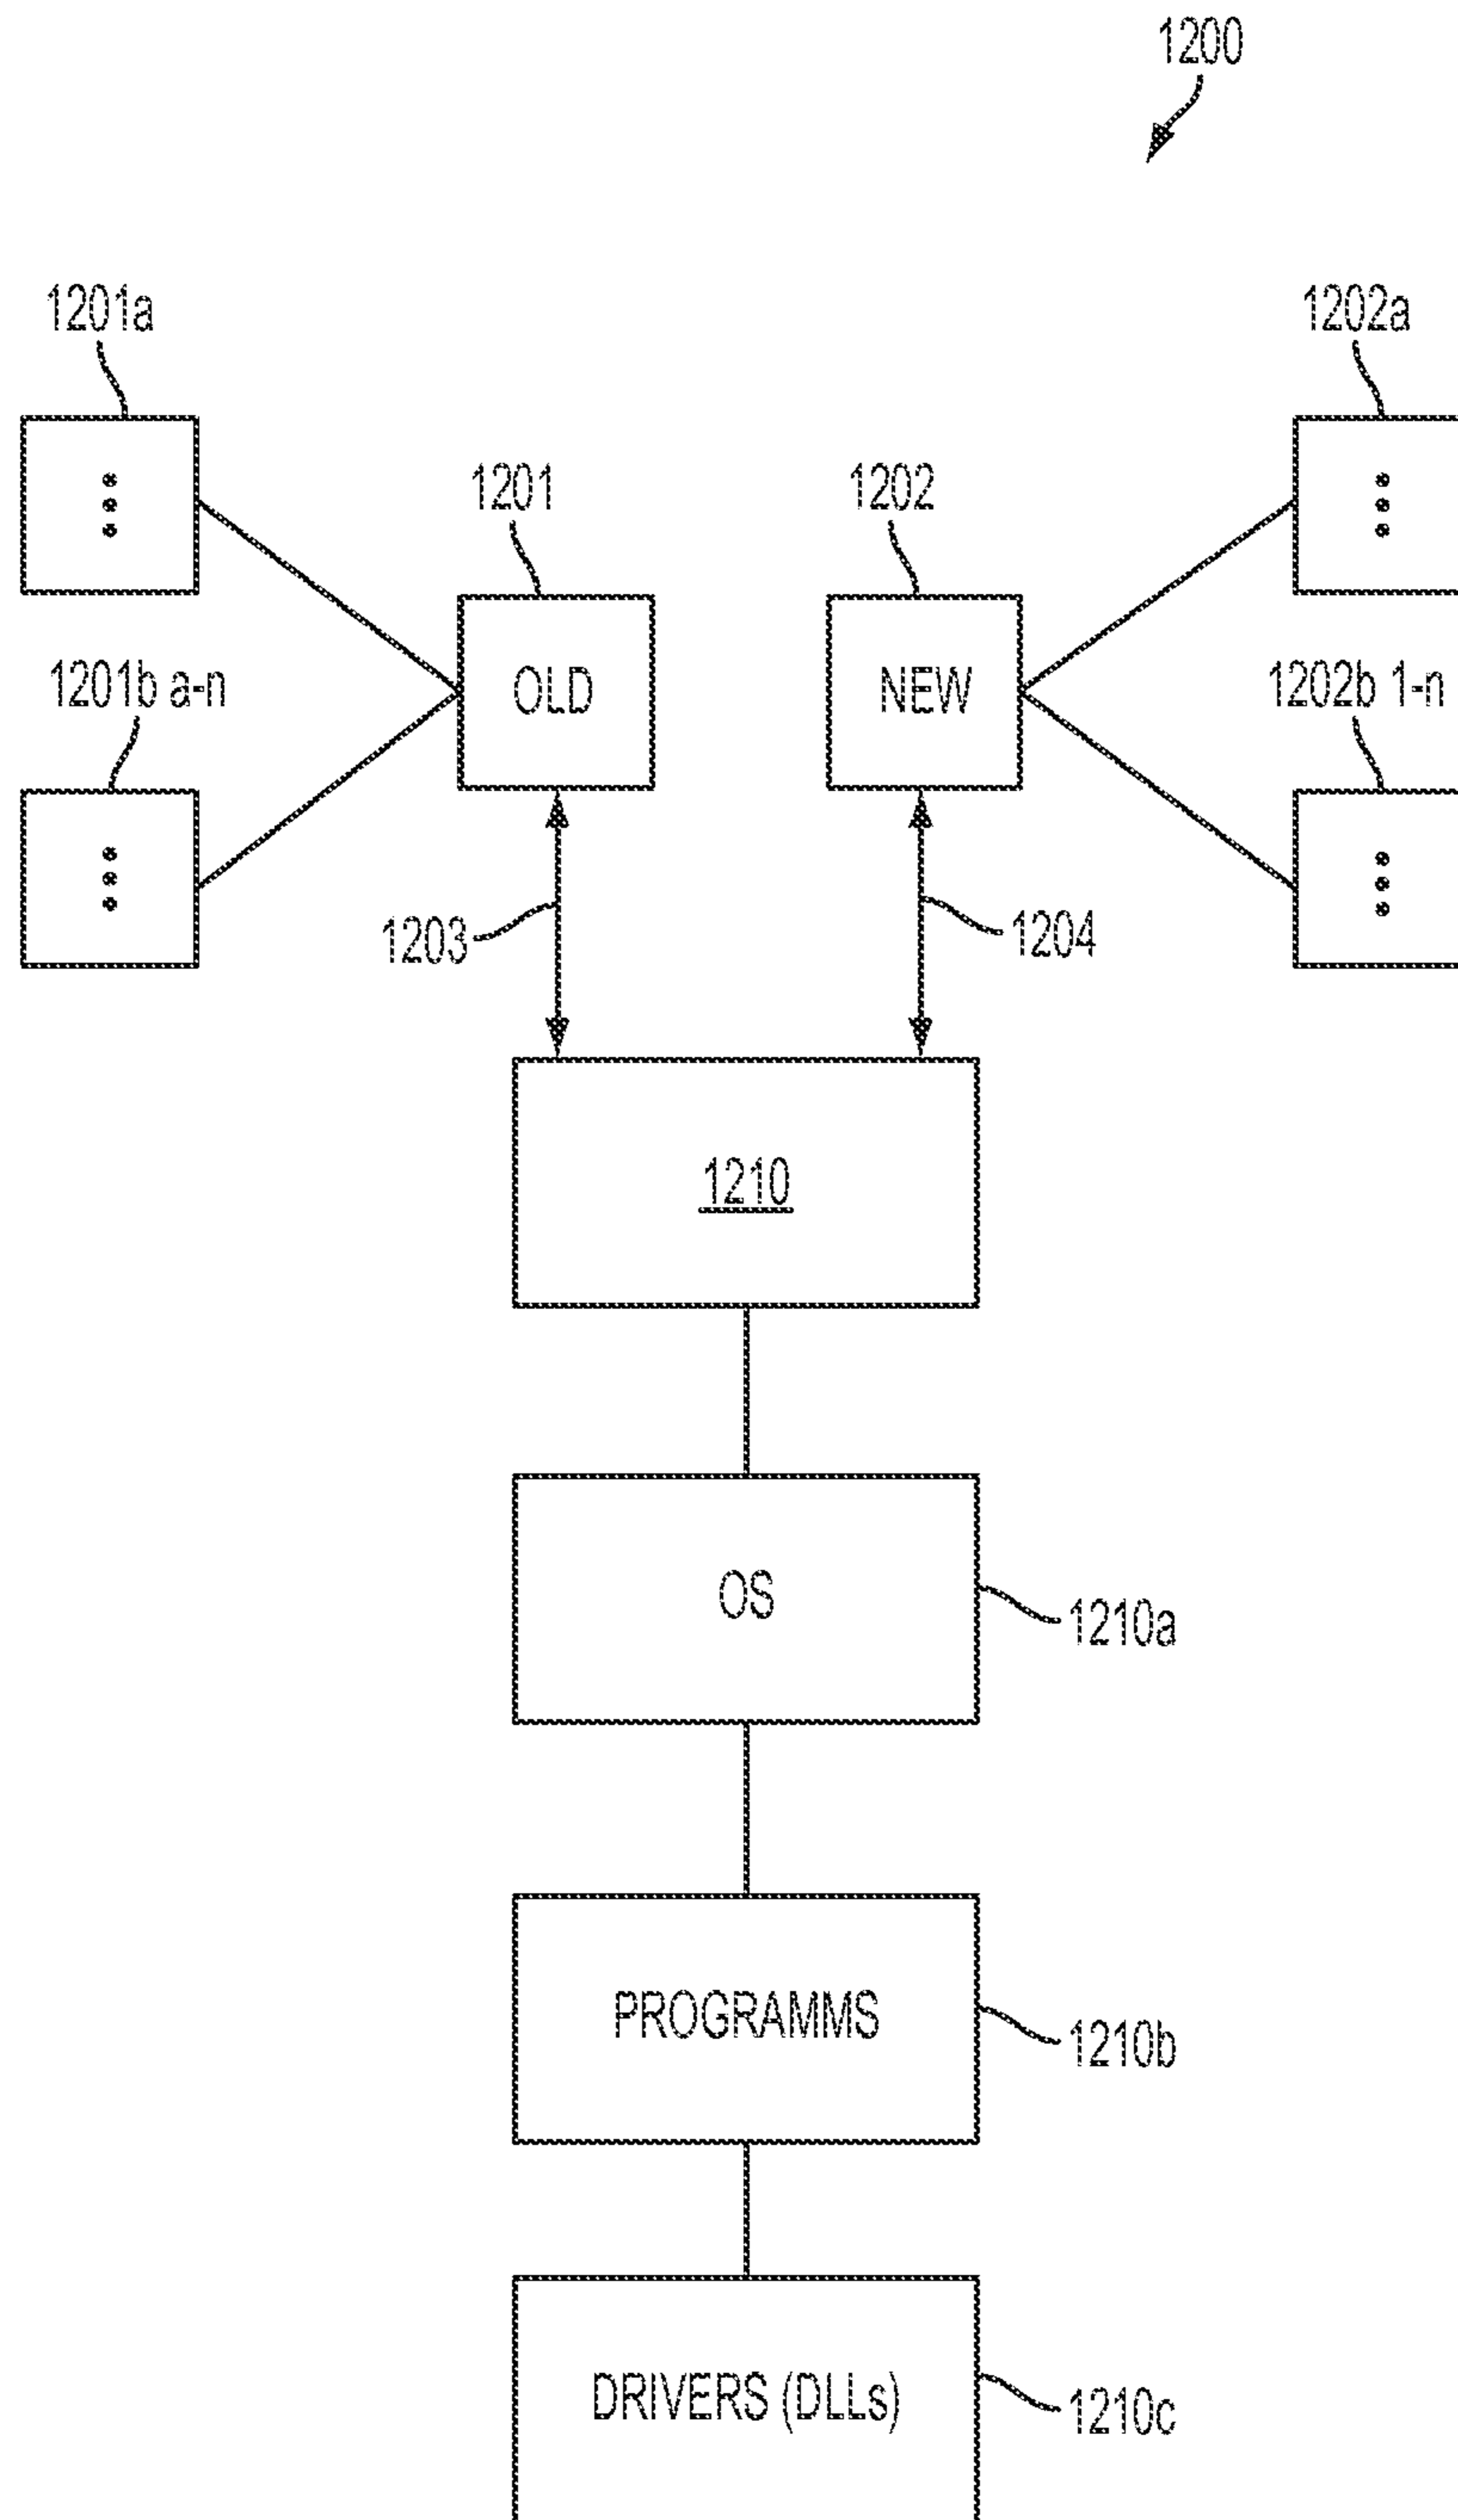 1200
1201a
1202a
1201
1202
OLD
NEW
1201b a-n
1202b 1-n
1203
1204
1210
OS
1210a
PROGRAMMS
1210b
DRIVERS (DLLs)
1210c